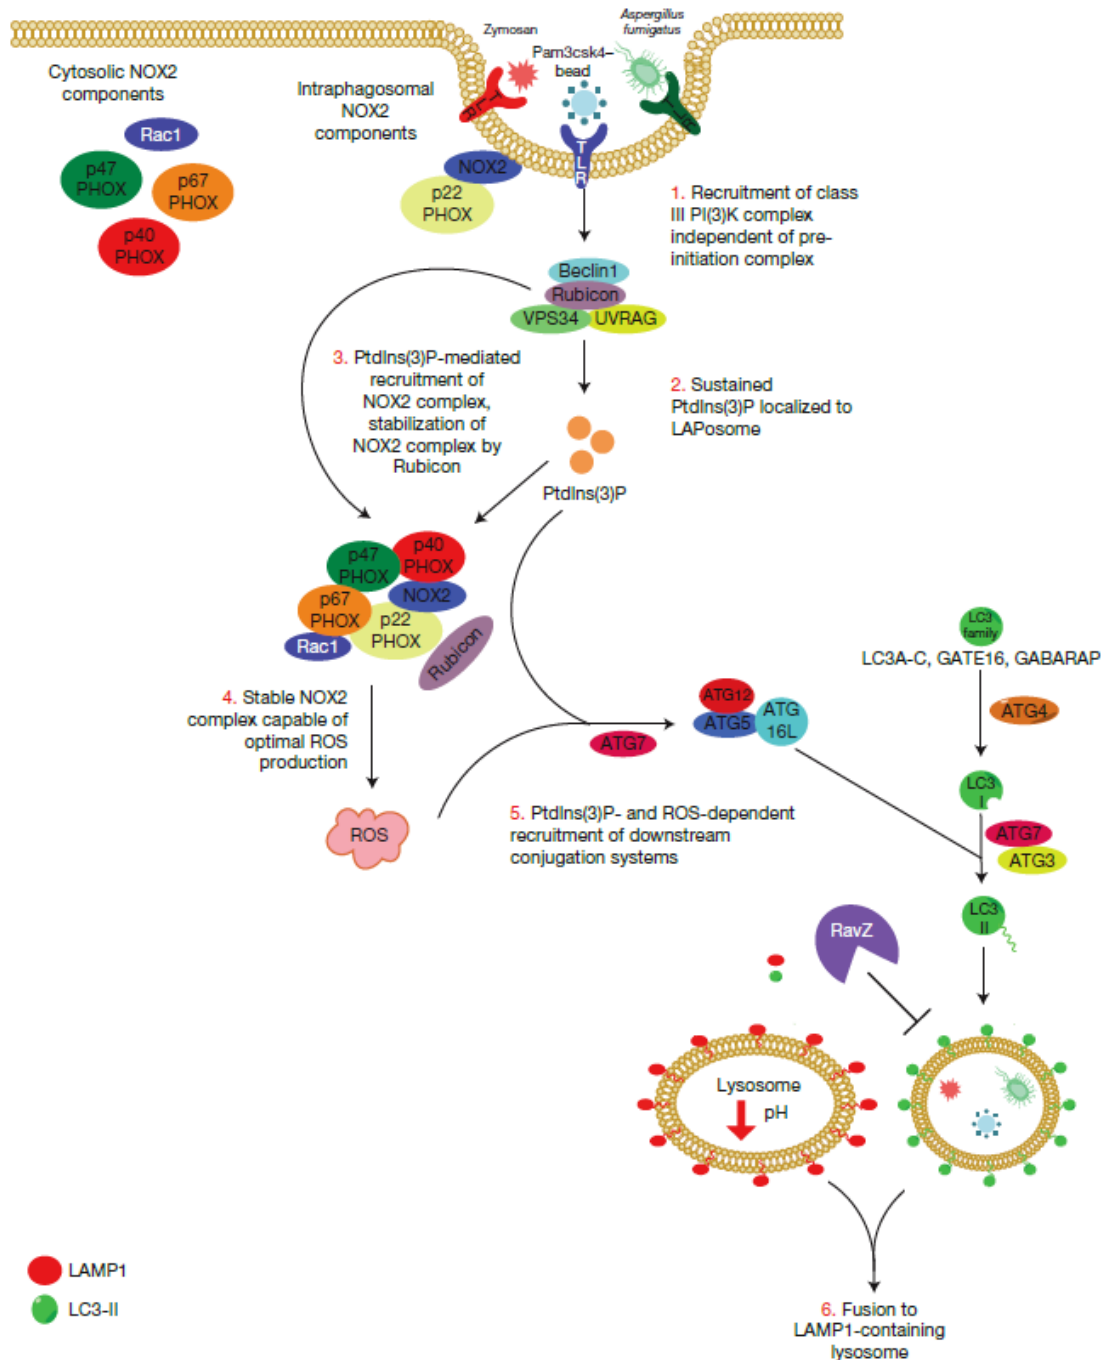 Zymosan
Aspergillus
fumigatus
Pam3csk4–
bead
Cytosolic NOX2
components
Intraphagosomal
NOX2
components
TLR
TLR
TLR
Rac1
p47
PHOX
p67
PHOX
p40
PHOX
NOX2
p22
PHOX
1. Recruitment of class
III PI(3)K complex
independent of pre-
initiation complex
Beclin1
Rubicon
VPS34
UVRAG
3. PtdIns(3)P-mediated
recruitment of
NOX2 complex,
stabilization of
NOX2 complex by
Rubicon
2. Sustained
PtdIns(3)P localized to
LAPosome
PtdIns(3)P
p47
PHOX
p40
PHOX
p67
PHOX
NOX2
p22
PHOX
Rac1
Rubicon
LC3
family
LC3A-C, GATE16, GABARAP
4. Stable NOX2
complex capable of
optimal ROS
production
ATG12
ATG5
ATG
16L
ATG7
ATG4
LC3
I
ROS
5. PtdIns(3)P- and ROS-dependent
recruitment of downstream
conjugation systems
ATG7
ATG3
LC3
II
RavZ
Lysosome
pH
LAMP1
LC3-II
6. Fusion to
LAMP1-containing
lysosome